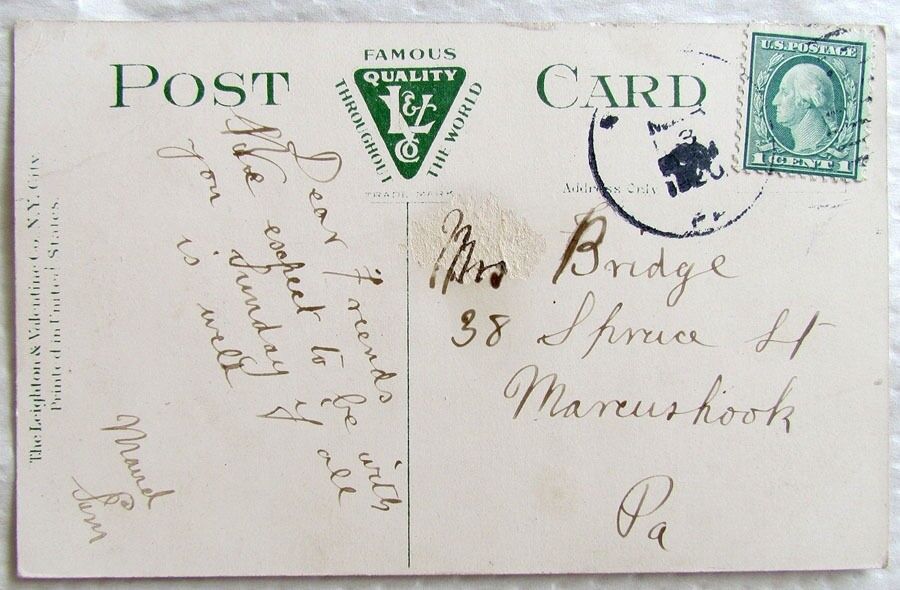 POST CARD
FAMOUS
QUALITY
L & V
CO
THROUGHOUT THE WORLD
TRADE MARK
Address Only
U.S. POSTAGE
1 CENT 1
The Leighton & Valentine Co. N.Y. City.
Printed in United States.
Dear Friends
We expect to be with
you Sunday if all
is well
Maud
Mrs Bridge
38 Spruce St
Marcushook
Pa